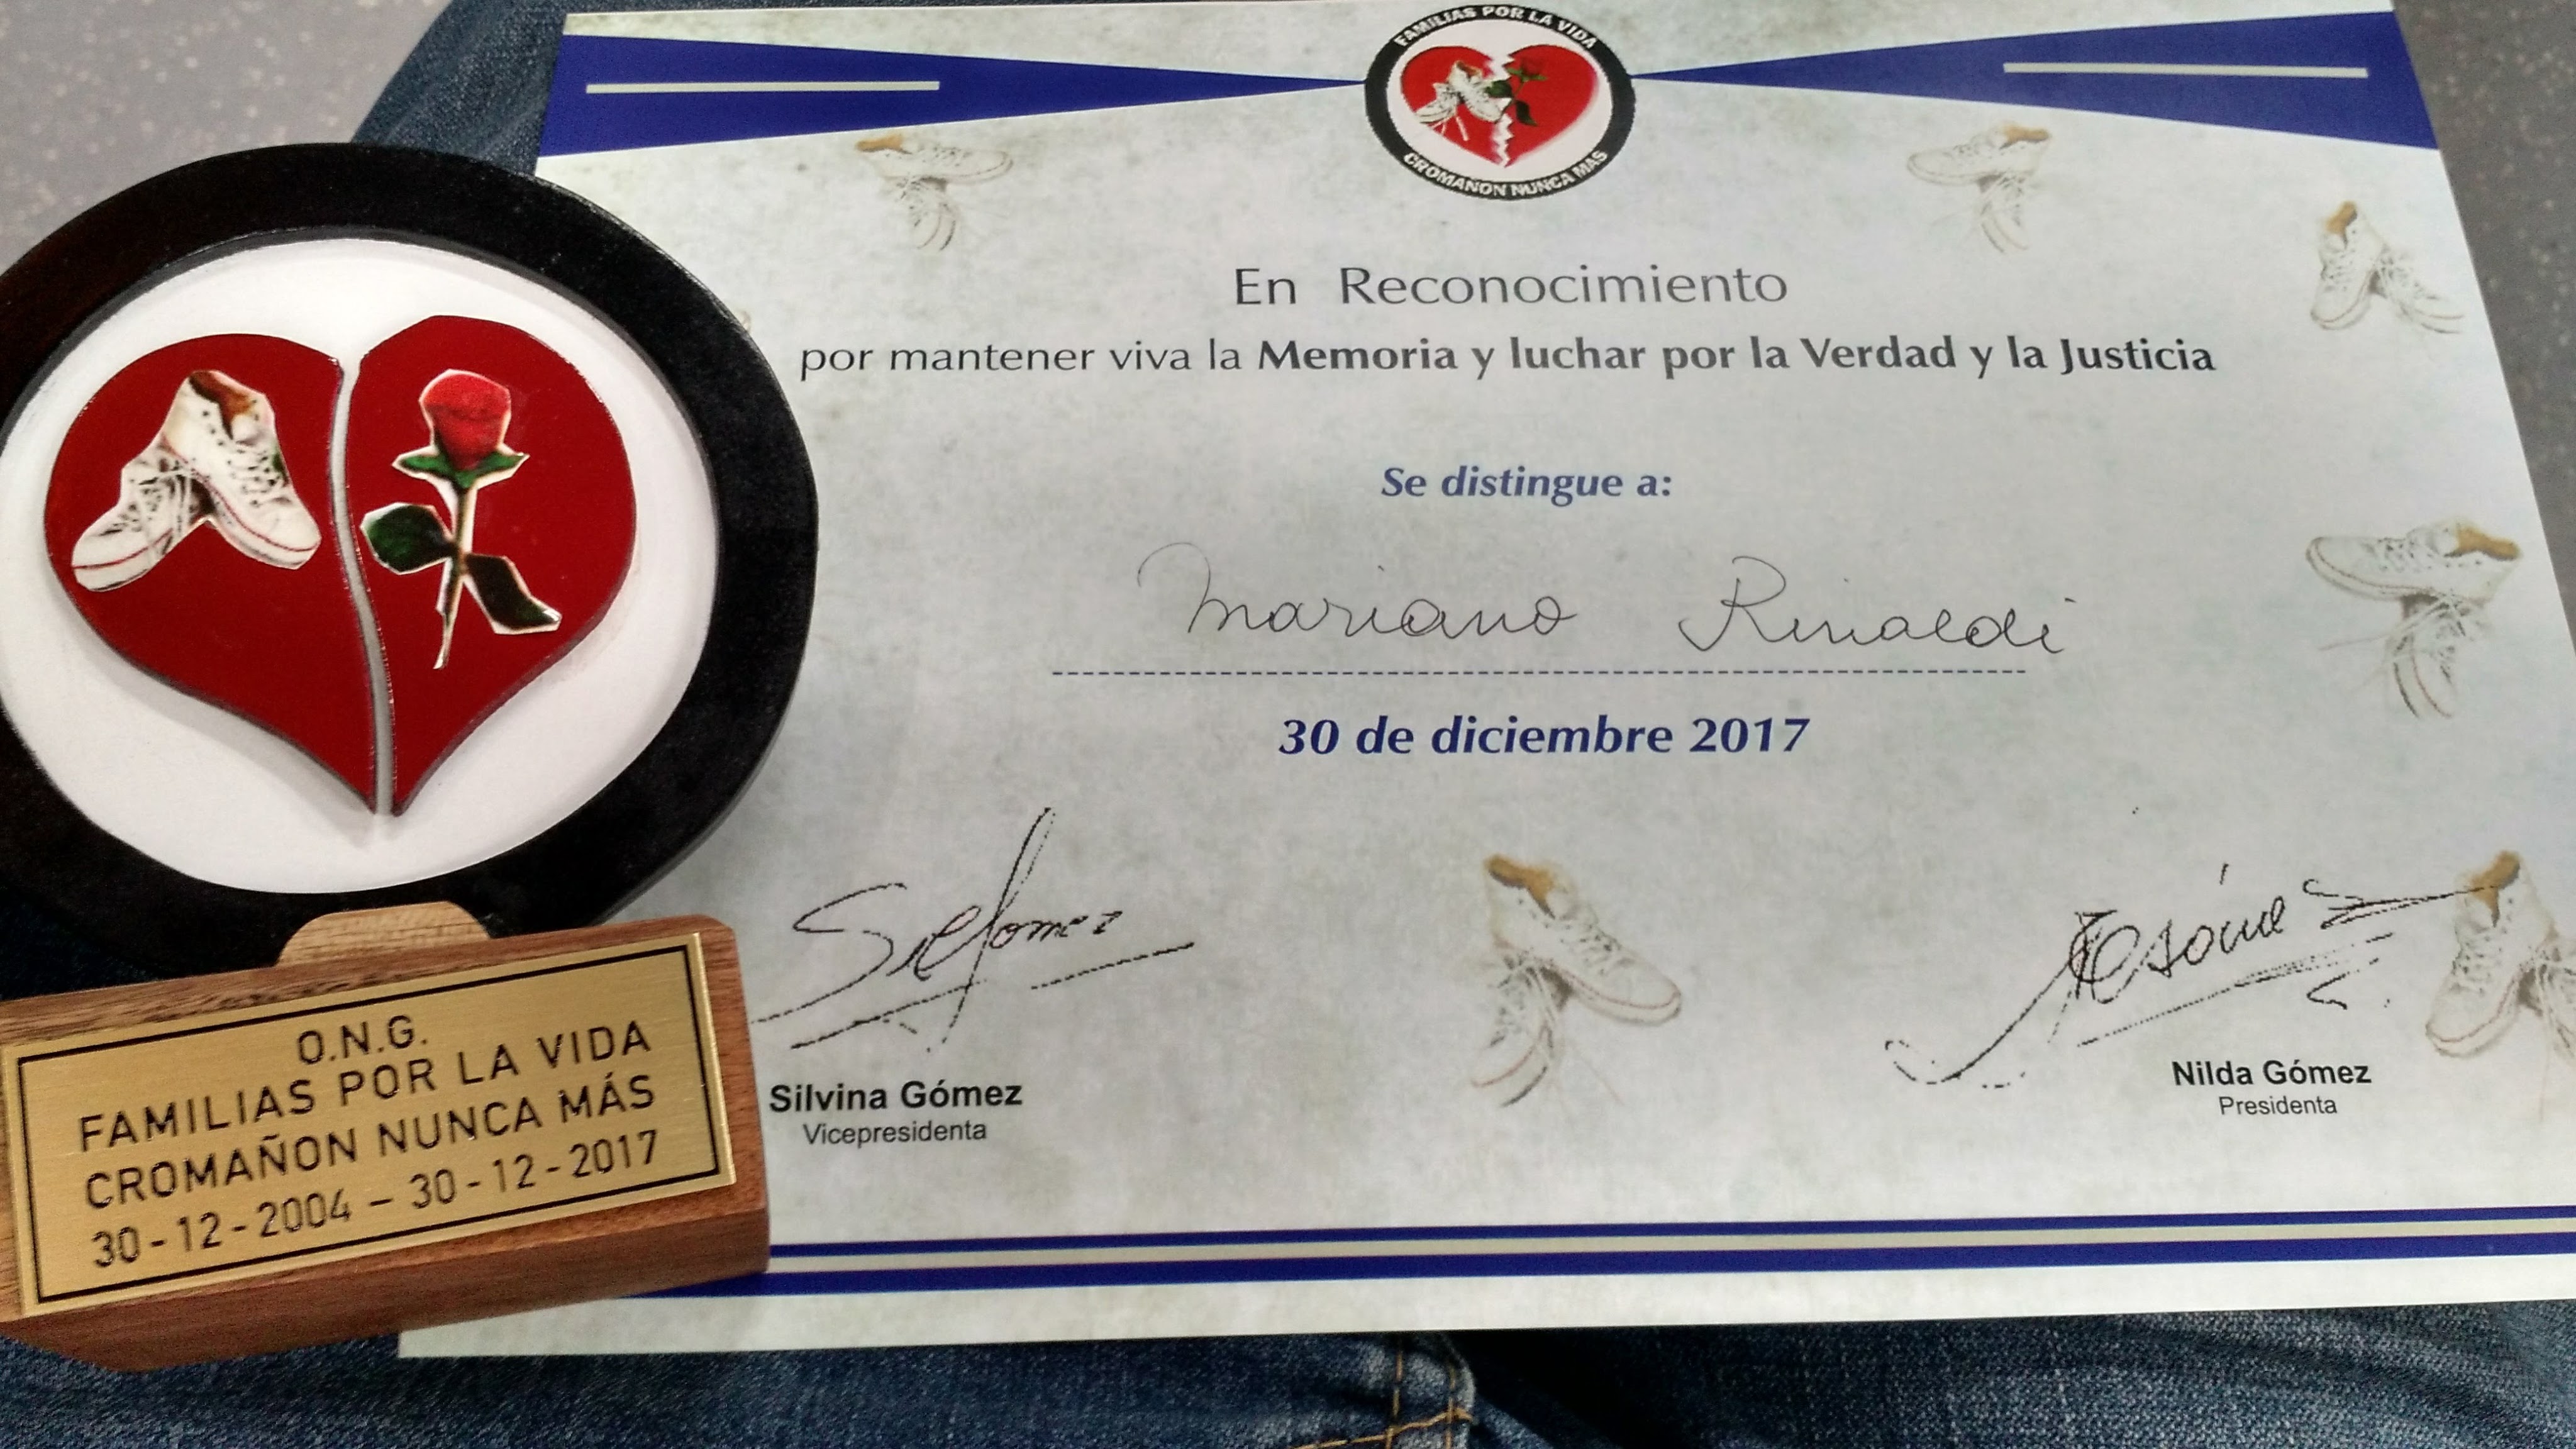 FAMILIAS POR LA VIDA
CROMAÑON NUNCA MAS
En Reconocimiento
por mantener viva la Memoria y luchar por la Verdad y la Justicia
Se distingue a:
Mariano Rinaldi
30 de diciembre 2017
Silvina Gómez
Vicepresidenta
Nilda Gómez
Presidenta
O.N.G.
FAMILIAS POR LA VIDA
CROMAÑON NUNCA MÁS
30-12-2004 – 30-12-2017